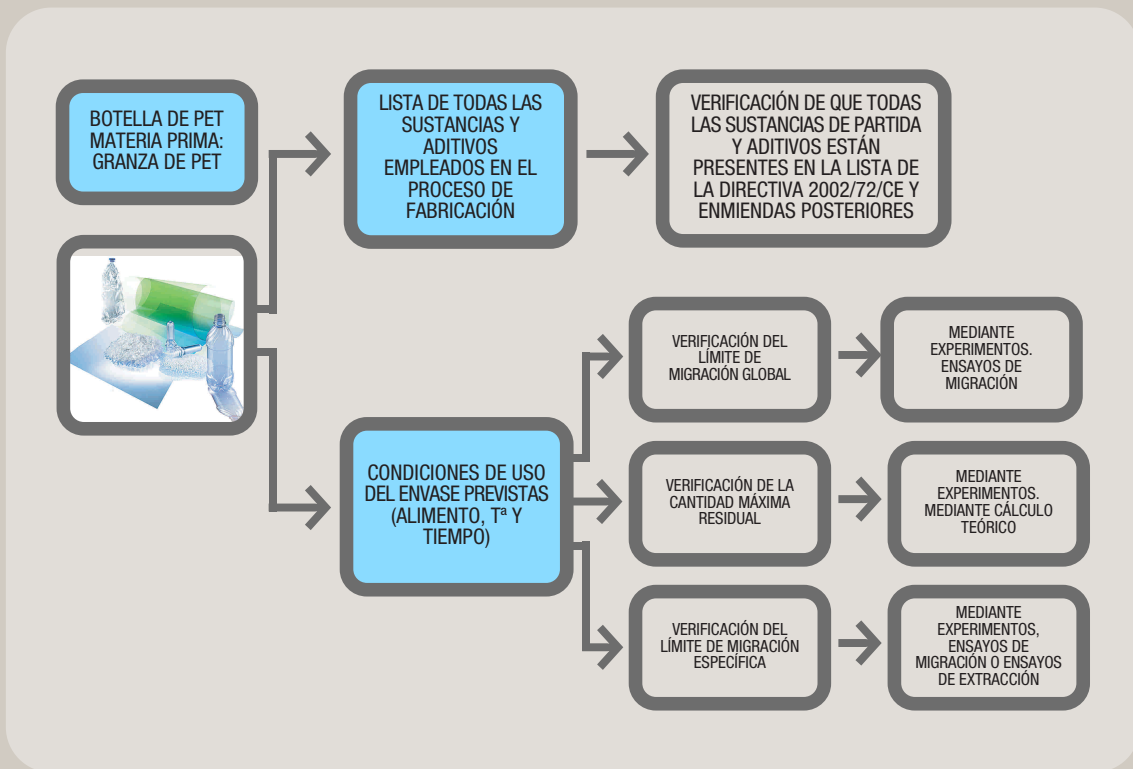 BOTELLA DE PET
MATERIA PRIMA:
GRANZA DE PET
LISTA DE TODAS LAS
SUSTANCIAS Y
ADITIVOS
EMPLEADOS EN EL
PROCESO DE
FABRICACIÓN
VERIFICACIÓN DE QUE TODAS
LAS SUSTANCIAS DE PARTIDA
Y ADITIVOS ESTÁN
PRESENTES EN LA LISTA DE
LA DIRECTIVA 2002/72/CE Y
ENMIENDAS POSTERIORES
CONDICIONES DE USO
DEL ENVASE PREVISTAS
(ALIMENTO, Tª Y
TIEMPO)
VERIFICACIÓN DEL
LÍMITE DE
MIGRACIÓN GLOBAL
MEDIANTE
EXPERIMENTOS.
ENSAYOS DE
MIGRACIÓN
VERIFICACIÓN DE LA
CANTIDAD MÁXIMA
RESIDUAL
MEDIANTE
EXPERIMENTOS.
MEDIANTE CÁLCULO
TEÓRICO
VERIFICACIÓN DEL
LÍMITE DE MIGRACIÓN
ESPECÍFICA
MEDIANTE
EXPERIMENTOS,
ENSAYOS DE
MIGRACIÓN O ENSAYOS
DE EXTRACCIÓN